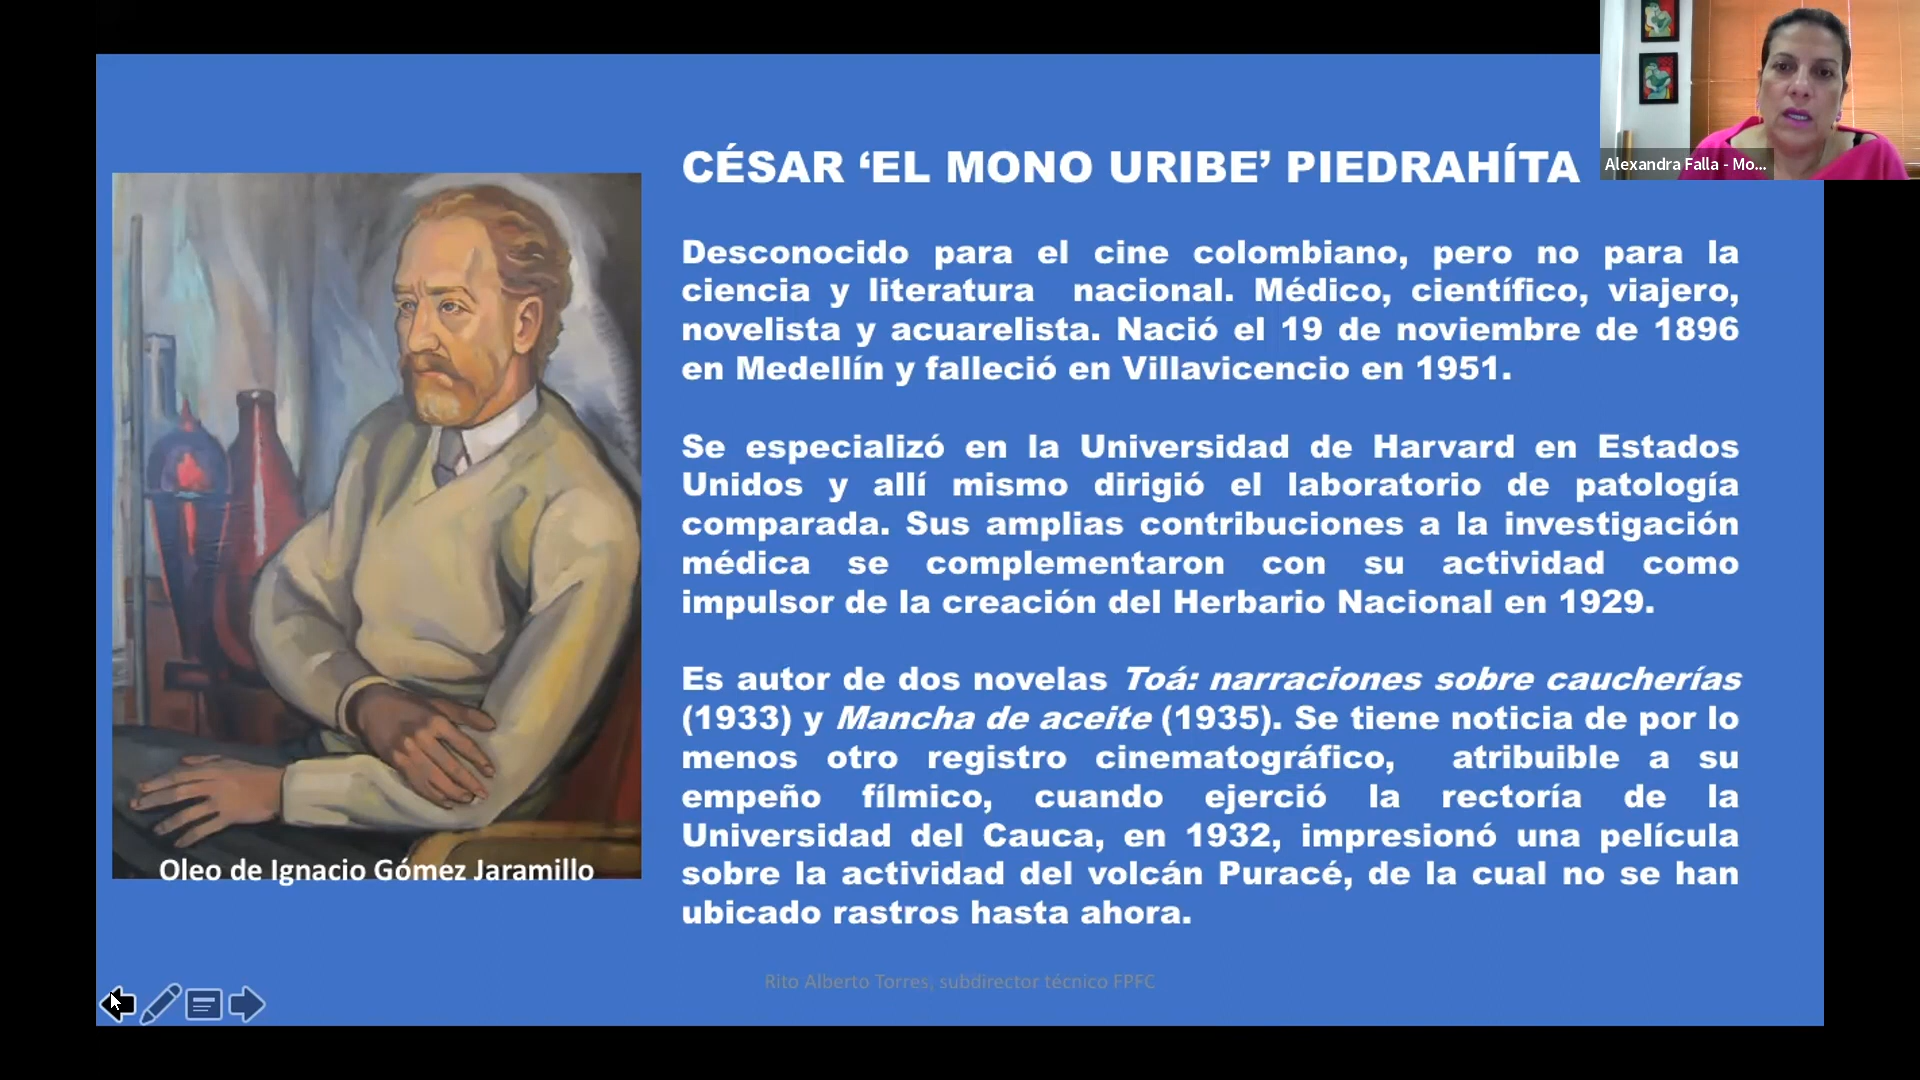 Alexandra Falla - Mo...
CÉSAR ‘EL MONO URIBE’ PIEDRAHÍTA
Desconocido para el cine colombiano, pero no para la
ciencia y literatura nacional. Médico, científico, viajero,
novelista y acuarelista. Nació el 19 de noviembre de 1896
en Medellín y falleció en Villavicencio en 1951.
Se especializó en la Universidad de Harvard en Estados
Unidos y allí mismo dirigió el laboratorio de patología
comparada. Sus amplias contribuciones a la investigación
médica se complementaron con su actividad como
impulsor de la creación del Herbario Nacional en 1929.
Es autor de dos novelas Toá: narraciones sobre caucherías
(1933) y Mancha de aceite (1935). Se tiene noticia de por lo
menos otro registro cinematográfico, atribuible a su
empeño fílmico, cuando ejerció la rectoría de la
Universidad del Cauca, en 1932, impresionó una película
sobre la actividad del volcán Puracé, de la cual no se han
ubicado rastros hasta ahora.
Oleo de Ignacio Gómez Jaramillo
Rito Alberto Torres, subdirector técnico FPFC